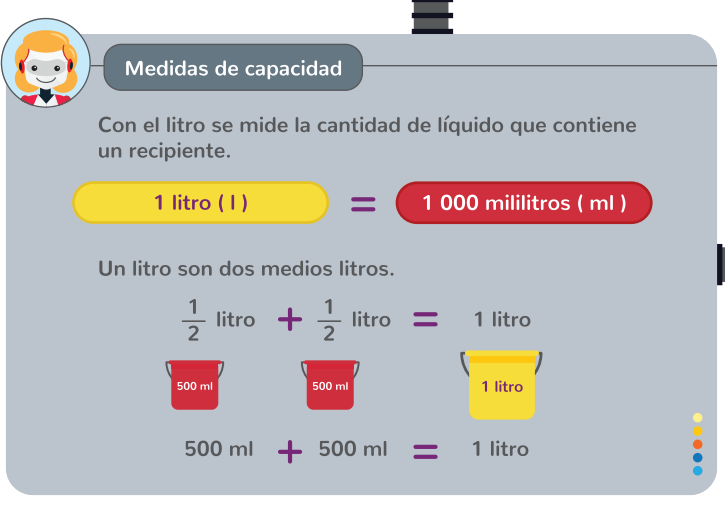 Medidas de capacidad
Con el litro se mide la cantidad de líquido que contiene
un recipiente.
1 litro ( l ) = 1 000 mililitros ( ml )
Un litro son dos medios litros.
1/2 litro + 1/2 litro = 1 litro
500 ml 500 ml 1 litro
500 ml + 500 ml = 1 litro